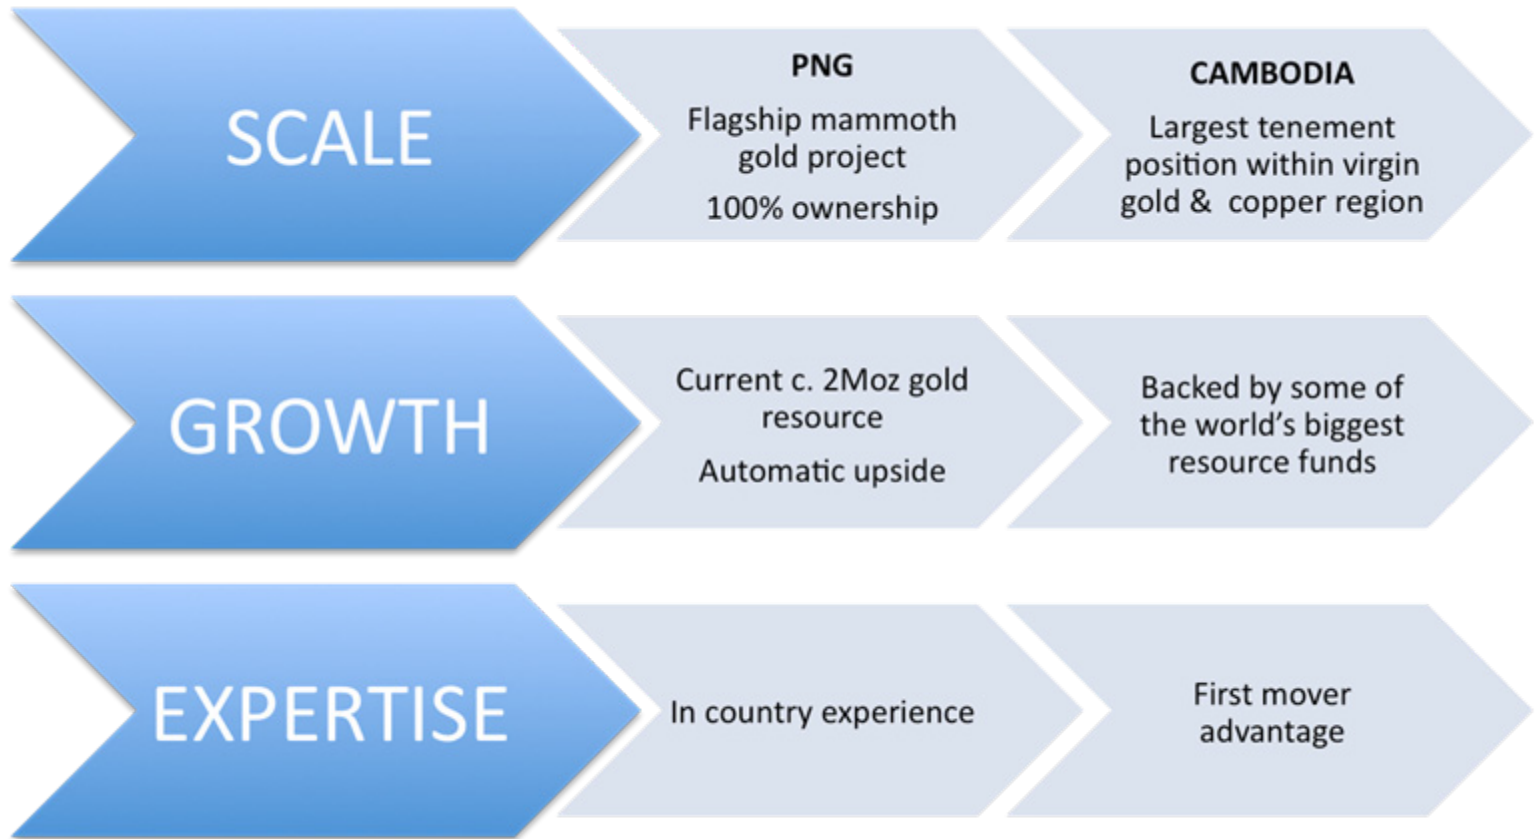 SCALE
PNG
Flagship mammoth
gold project
100% ownership
CAMBODIA
Largest tenement
position within virgin
gold & copper region
GROWTH
Current c. 2Moz gold
resource
Automatic upside
Backed by some of
the world’s biggest
resource funds
EXPERTISE
In country experience
First mover
advantage